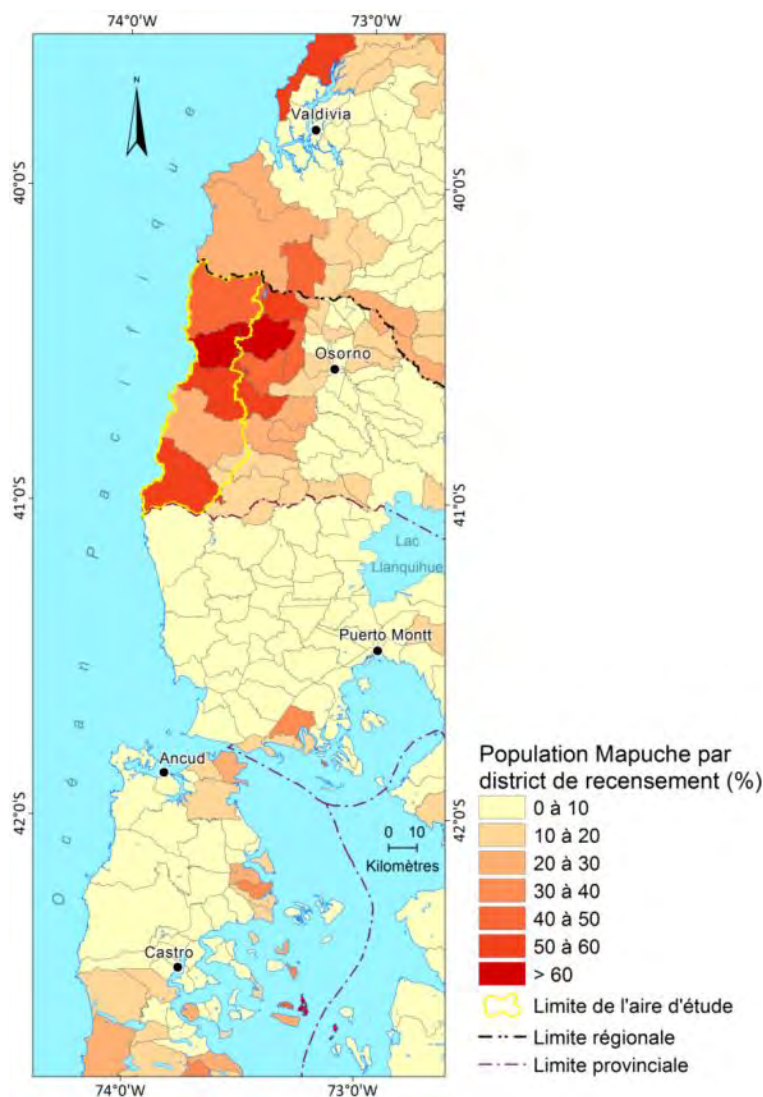 74°0'W 73°0'W
N
Valdivia
40°0'S 40°0'S
Océan Pacifique
Osorno
41°0'S 41°0'S
Lac
Llanquihue
Puerto Montt
Ancud
42°0'S 42°0'S
0 10
Kilomètres
Castro
74°0'W 73°0'W
Population Mapuche par
district de recensement (%)
0 à 10
10 à 20
20 à 30
30 à 40
40 à 50
50 à 60
> 60
Limite de l'aire d'étude
Limite régionale
Limite provinciale